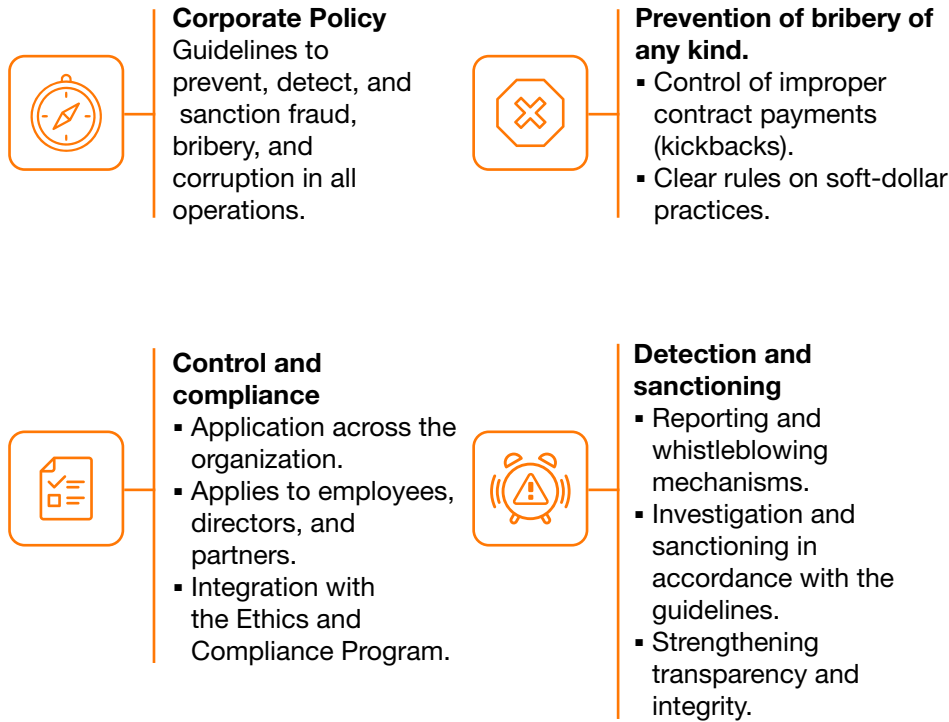 Corporate Policy
Guidelines to
prevent, detect, and
sanction fraud,
bribery, and
corruption in all
operations.
Prevention of bribery of
any kind.
▪ Control of improper
contract payments
(kickbacks).
▪ Clear rules on soft-dollar
practices.
Control and
compliance
▪ Application across the
organization.
▪ Applies to employees,
directors, and
partners.
▪ Integration with
the Ethics and
Compliance Program.
Detection and
sanctioning
▪ Reporting and
whistleblowing
mechanisms.
▪ Investigation and
sanctioning in
accordance with the
guidelines.
▪ Strengthening
transparency and
integrity.